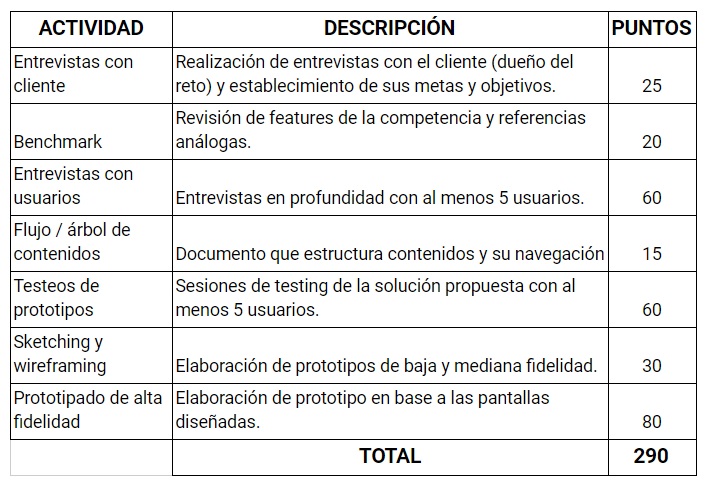 ACTIVIDAD DESCRIPCIÓN PUNTOS
Entrevistas con Realización de entrevistas con el cliente (dueño del
cliente reto) y establecimiento de sus metas y objetivos. 25
Revisión de features de la competencia y referencias
Benchmark análogas. 20
Entrevistas con
usuarios Entrevistas en profundidad con al menos 5 usuarios. 60
Flujo / árbol de
contenidos Documento que estructura contenidos y su navegación 15
Testeos de Sesiones de testing de la solución propuesta con al
prototipos menos 5 usuarios. 60
Sketching y
wireframing Elaboración de prototipos de baja y mediana fidelidad. 30
Prototipado de alta Elaboración de prototipo en base a las pantallas
fidelidad diseñadas. 80
TOTAL 290